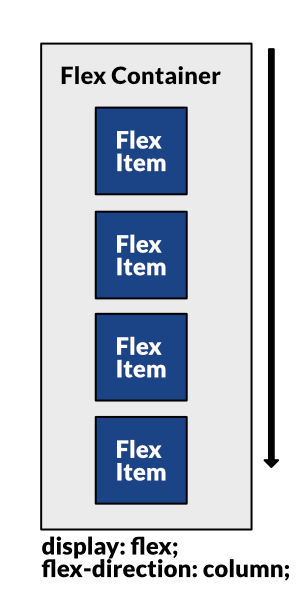 Flex Container
Flex
Item
Flex
Item
Flex
Item
Flex
Item
display: flex;
flex-direction: column;